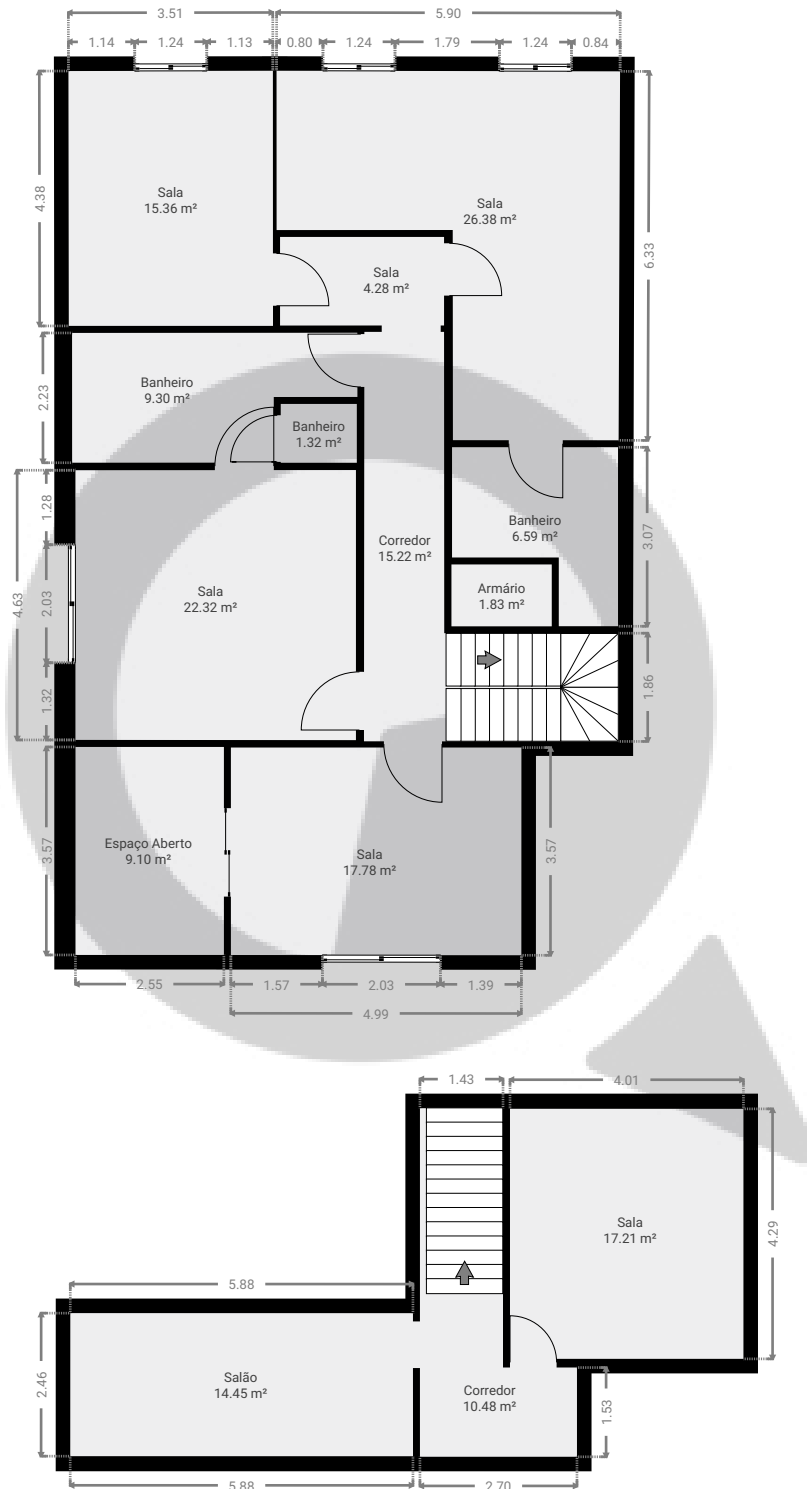 3.51
5.90
1.14
1.24
1.13
0.80
1.24
1.79
1.24
0.84
4.38
Sala
15.36 m²
Sala
26.38 m²
6.33
Sala
4.28 m²
2.23
Banheiro
9.30 m²
Banheiro
1.32 m²
1.28
4.63
2.03
1.32
Sala
22.32 m²
Corredor
15.22 m²
Banheiro
6.59 m²
3.07
Armário
1.83 m²
1.86
3.57
Espaço Aberto
9.10 m²
Sala
17.78 m²
3.57
2.55
1.57
2.03
1.39
4.99
1.43
4.01
Sala
17.21 m²
4.29
5.88
2.46
Salão
14.45 m²
Corredor
10.48 m²
1.53
5.88
2.70